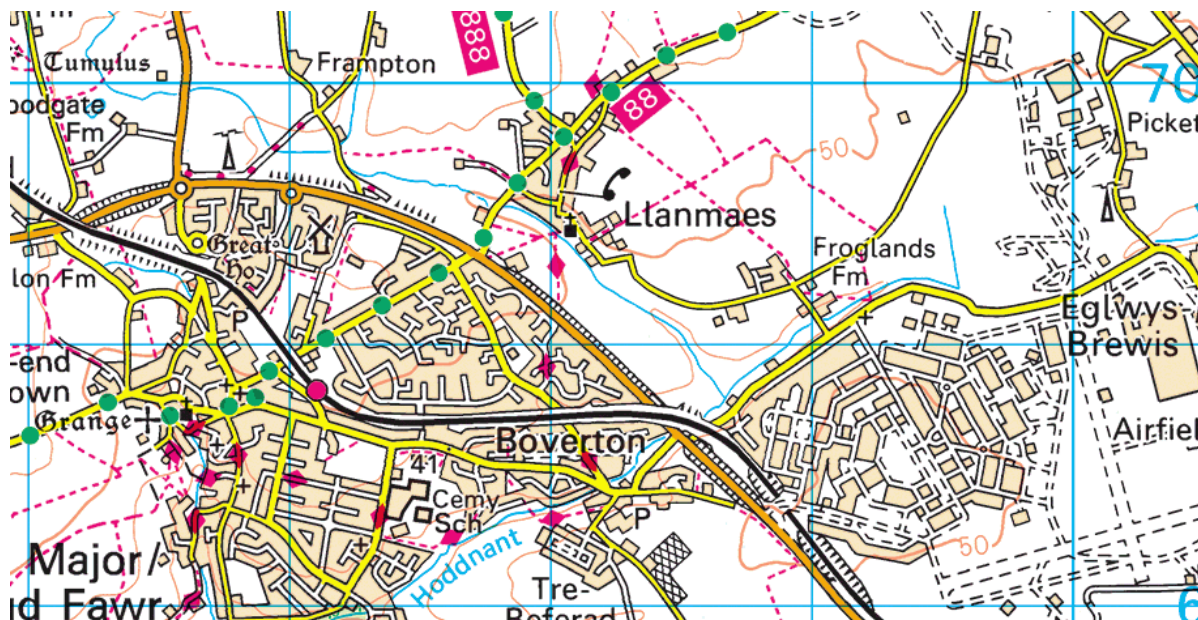 888
Fm
Tumulus
Frampton
70
88
oodgate
Fm
Picket
50
Llanmaes
Great
Ho
Froglands
Fm
lon Fm
P
Eglwys-
Brewis
-end
own
Grange
Airfiel
Boverton
41
Cemy
Sch
P
50
Major/
d Fawr
Hoddnant
Tre-
Beferad
6